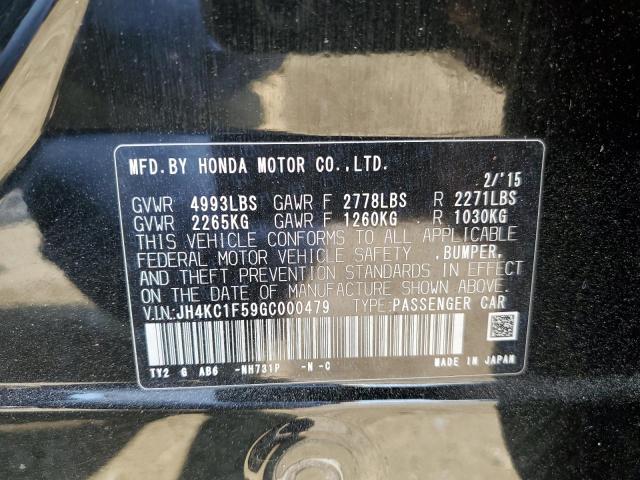 MFD.BY HONDA MOTOR CO.,LTD.
2/'15
GVWR 4993LBS GAWR F 2778LBS R 2271LBS
GVWR 2265KG GAWR F 1260KG R 1030KG
THIS VEHICLE CONFORMS TO ALL APPLICABLE
FEDERAL MOTOR VEHICLE SAFETY ,BUMPER,
AND THEFT PREVENTION STANDARDS IN EFFECT
ON THE DATE OF MANUFACTURE SHOWN ABOVE.
V.I.N:JH4KC1F59GC000479 TYPE:PASSENGER CAR
TY2 G AB6 -NH731P -N -C
MADE IN JAPAN